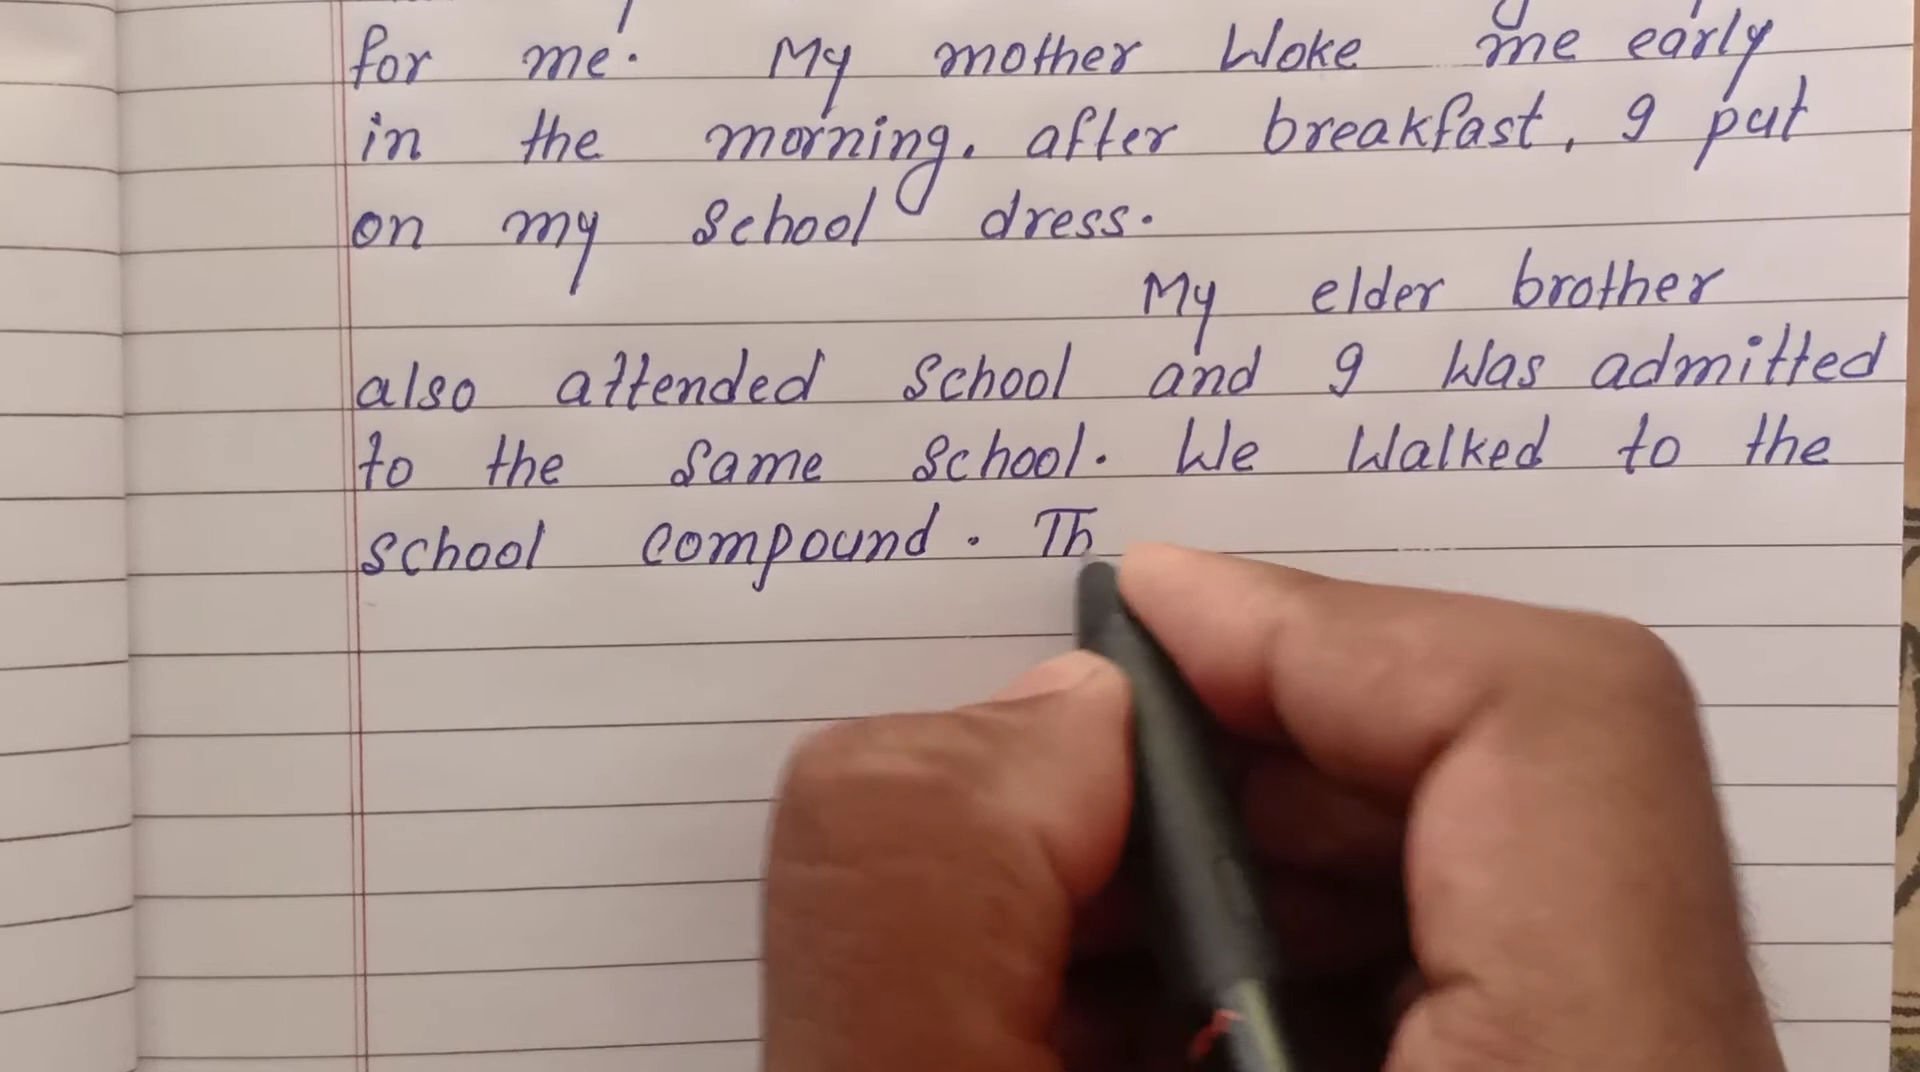 for me. My mother woke me early
in the morning. after breakfast, I put
on my school dress.
My elder brother
also attended school and I was admitted
to the same school. We walked to the
school compound. Th